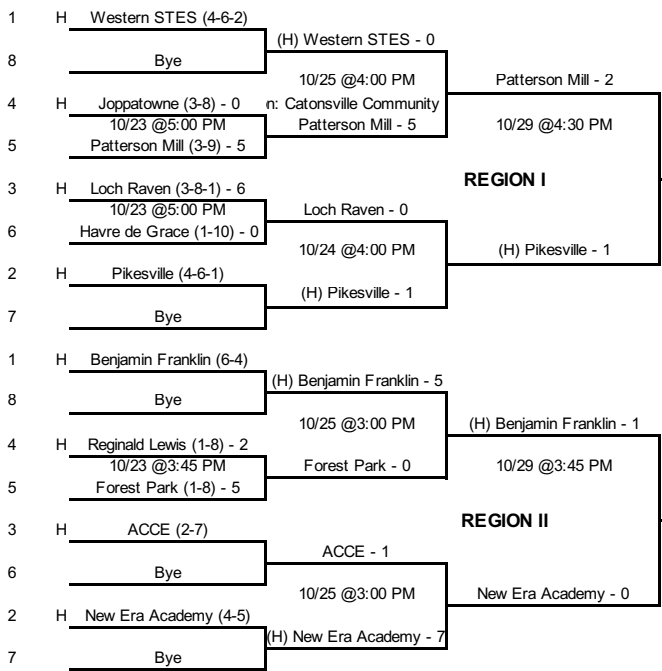 1 H Western STES (4-6-2)
(H) Western STES - 0
8 Bye
10/25 @4:00 PM
Patterson Mill - 2
4 H Joppatowne (3-8) - 0
n: Catonsville Community
10/23 @5:00 PM
Patterson Mill - 5
10/29 @4:30 PM
5 Patterson Mill (3-9) - 5
REGION I
3 H Loch Raven (3-8-1) - 6
10/23 @5:00 PM
Loch Raven - 0
6 Havre de Grace (1-10) - 0
10/24 @4:00 PM
(H) Pikesville - 1
2 H Pikesville (4-6-1)
(H) Pikesville - 1
7 Bye
1 H Benjamin Franklin (6-4)
(H) Benjamin Franklin - 5
8 Bye
10/25 @3:00 PM
(H) Benjamin Franklin - 1
4 H Reginald Lewis (1-8) - 2
10/23 @3:45 PM
Forest Park - 0
10/29 @3:45 PM
5 Forest Park (1-8) - 5
REGION II
3 H ACCE (2-7)
ACCE - 1
6 Bye
10/25 @3:00 PM
New Era Academy - 0
2 H New Era Academy (4-5)
(H) New Era Academy - 7
7 Bye